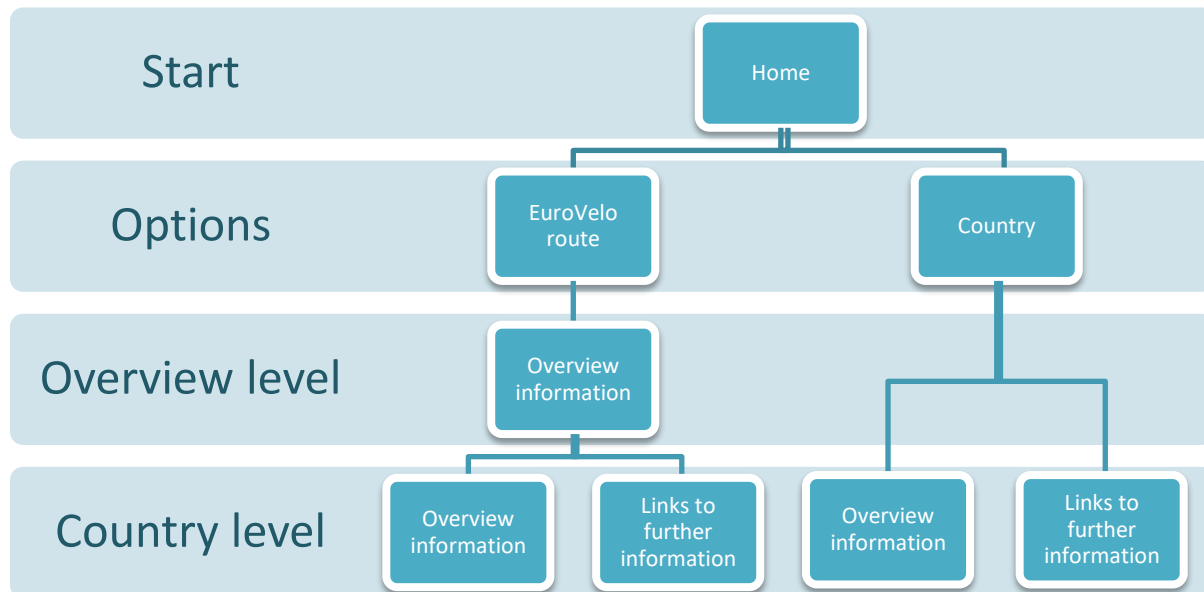 Start
Home
Options
EuroVelo
route
Country
Overview level
Overview
information
Country level
Overview
information
Links to
further
information
Overview
information
Links to
further
information